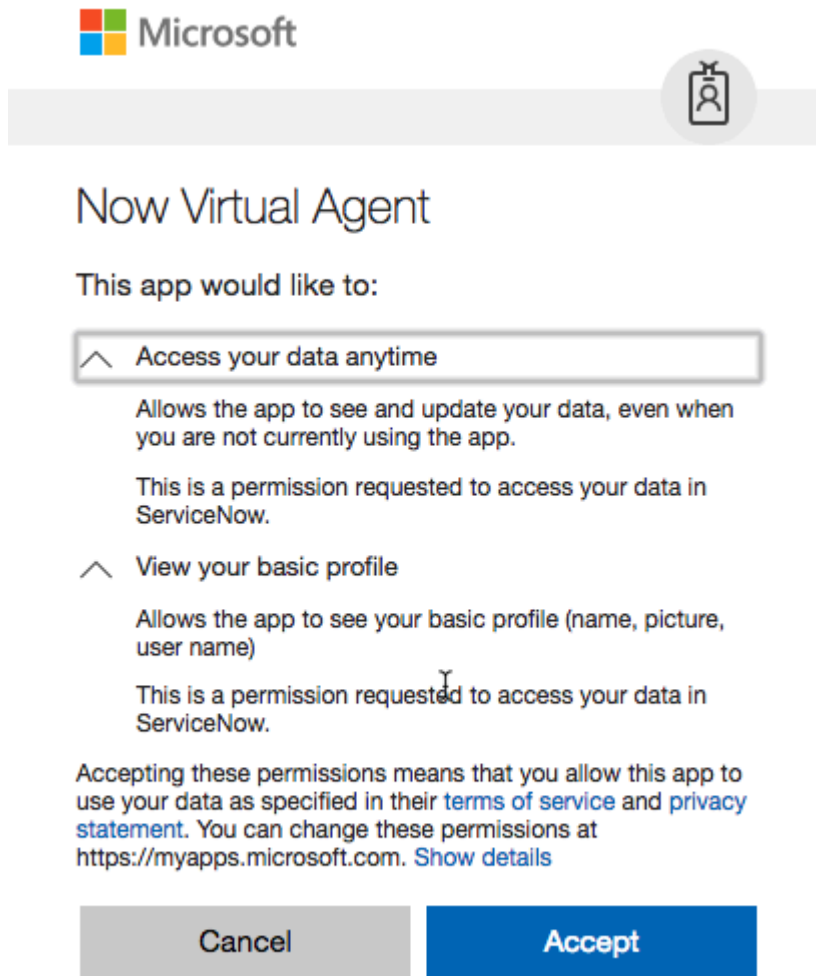 Microsoft
Now Virtual Agent
This app would like to:
Access your data anytime
Allows the app to see and update your data, even when
you are not currently using the app.
This is a permission requested to access your data in
ServiceNow.
View your basic profile
Allows the app to see your basic profile (name, picture,
user name)
This is a permission requested to access your data in
ServiceNow.
Accepting these permissions means that you allow this app to
use your data as specified in their terms of service and privacy
statement. You can change these permissions at
https://myapps.microsoft.com. Show details
Cancel
Accept